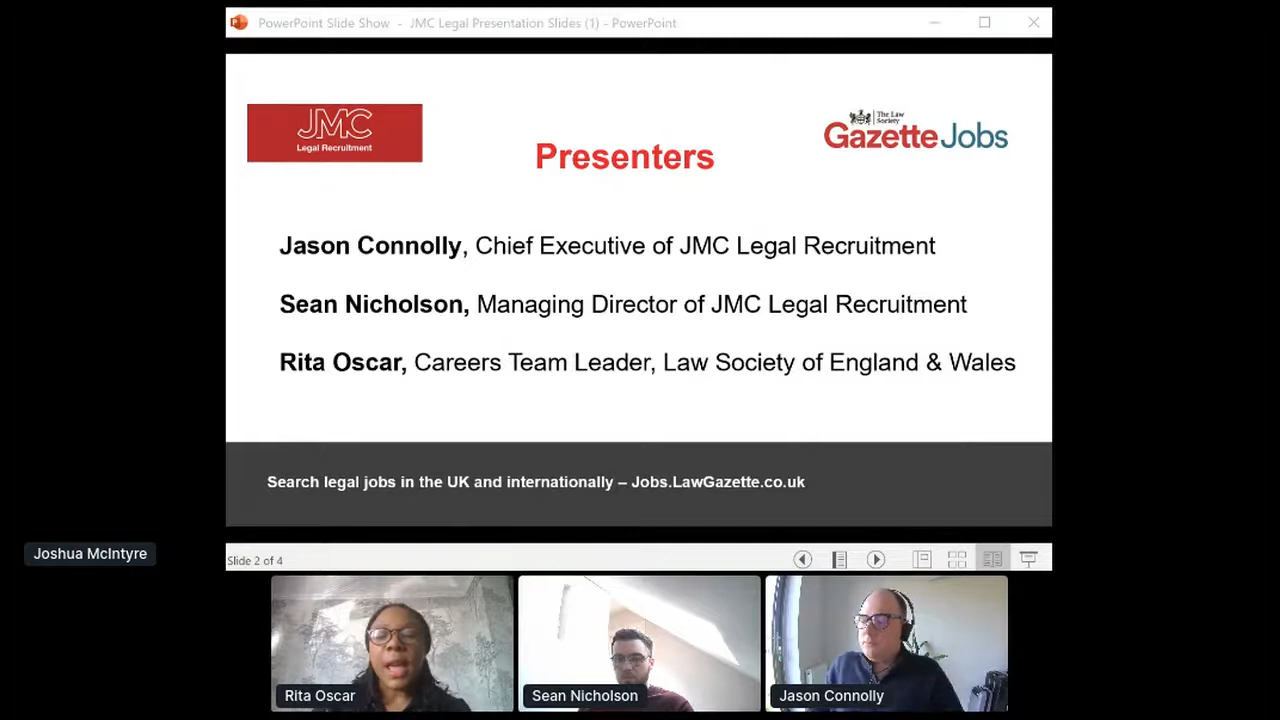 PowerPoint Slide Show - JMC Legal Presentation Slides (1) - PowerPoint
JMC
Legal Recruitment
The Law
Society
Gazette Jobs
Presenters
Jason Connolly, Chief Executive of JMC Legal Recruitment
Sean Nicholson, Managing Director of JMC Legal Recruitment
Rita Oscar, Careers Team Leader, Law Society of England & Wales
Search legal jobs in the UK and internationally – Jobs.LawGazette.co.uk
Joshua McIntyre
Slide 2 of 4
Rita Oscar
Sean Nicholson
Jason Connolly